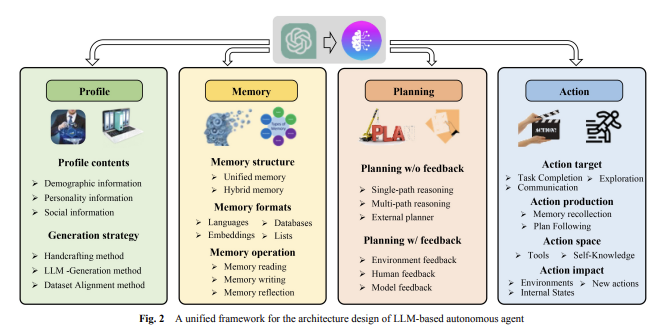 Profile
Profile contents
➢ Demographic information
➢ Personality information
➢ Social information
Generation strategy
➢ Handcrafting method
➢ LLM -Generation method
➢ Dataset Alignment method
Memory
Memory structure
➢ Unified memory
➢ Hybrid memory
Memory formats
➢ Languages ➢ Databases
➢ Embeddings ➢ Lists
Memory operation
➢ Memory reading
➢ Memory writing
➢ Memory reflection
Planning
PLA
Planning w/o feedback
➢ Single-path reasoning
➢ Multi-path reasoning
➢ External planner
Planning w/ feedback
➢ Environment feedback
➢ Human feedback
➢ Model feedback
Action
ACTION!
Action target
➢ Task Completion ➢ Exploration
➢ Communication
Action production
➢ Memory recollection
➢ Plan Following
Action space
➢ Tools ➢ Self-Knowledge
Action impact
➢ Environments ➢ New actions
➢ Internal States
Fig. 2 A unified framework for the architecture design of LLM-based autonomous agent